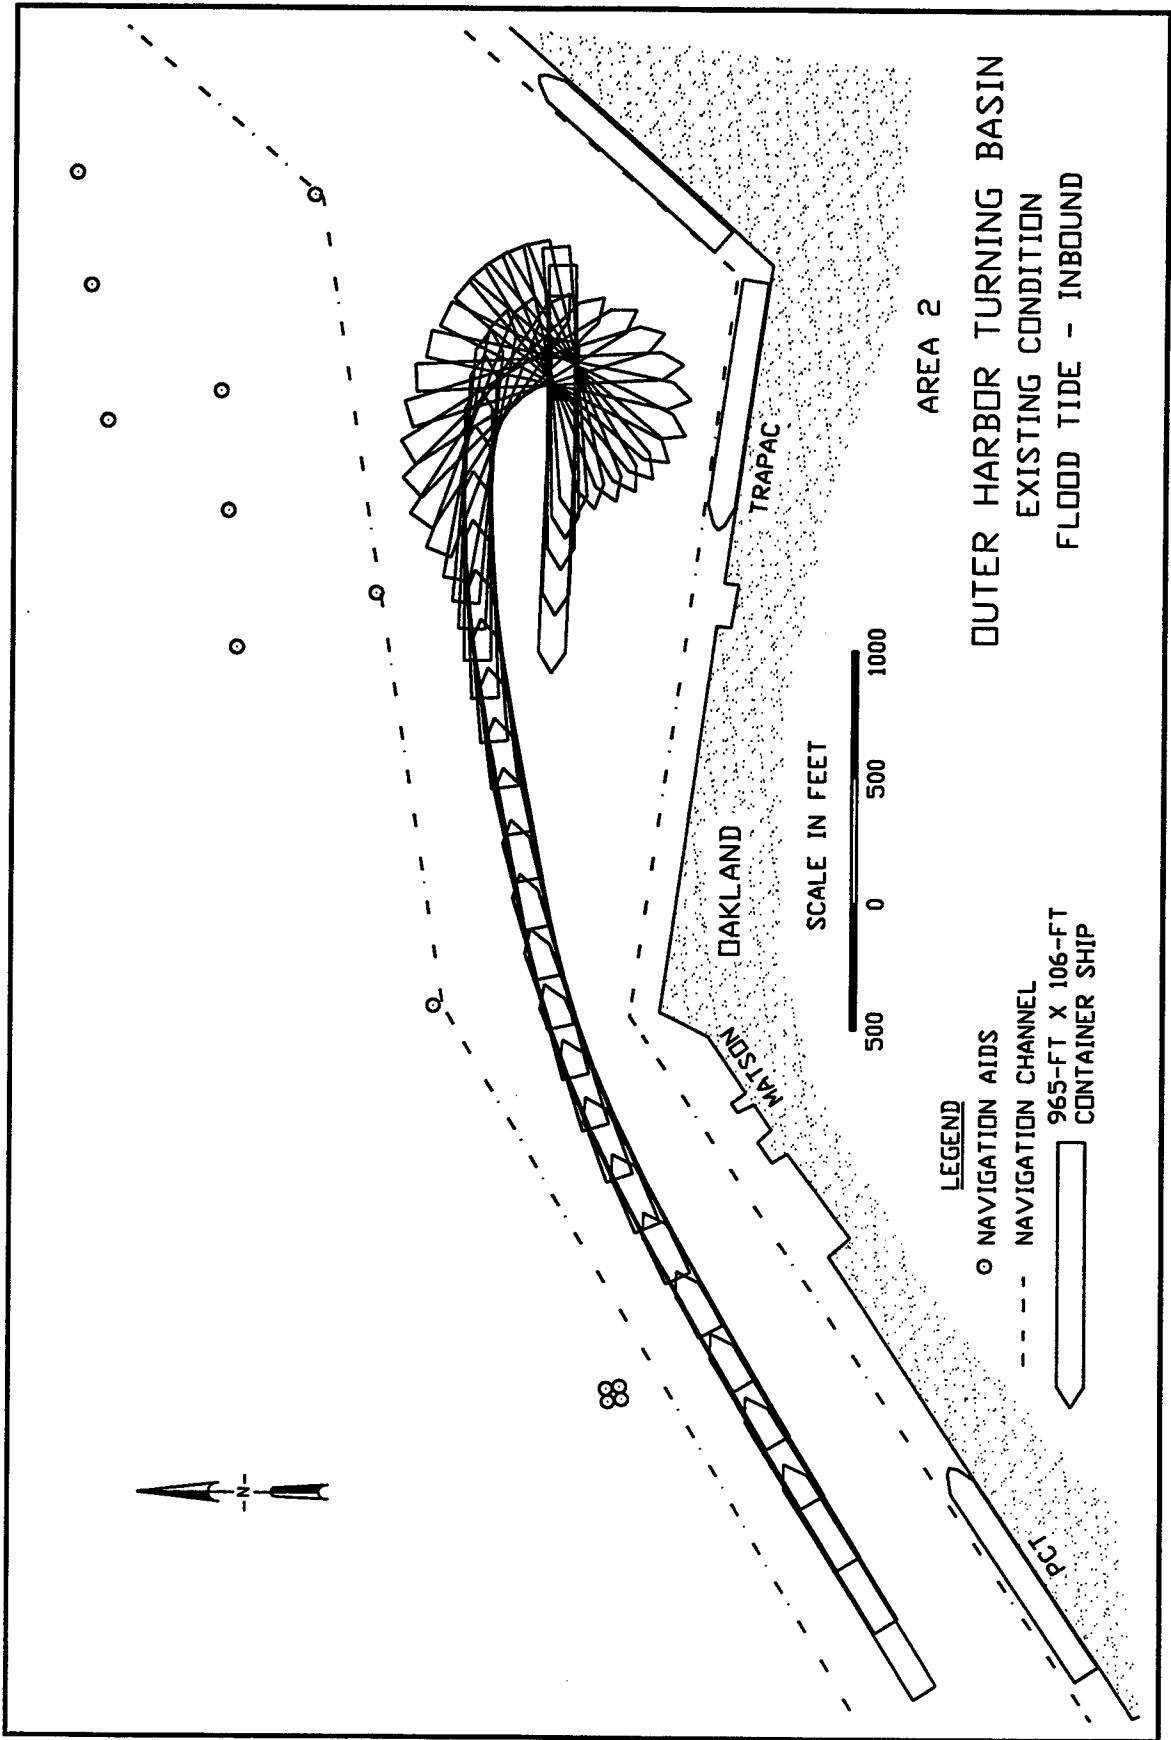 AREA 2
OUTER HARBOR TURNING BASIN
EXISTING CONDITION
FLOOD TIDE - INBOUND
TRAPAC
OAKLAND
MATSON
PCT
-N-
SCALE IN FEET
500 0 500 1000
LEGEND
NAVIGATION AIDS
NAVIGATION CHANNEL
965-FT X 106-FT
CONTAINER SHIP